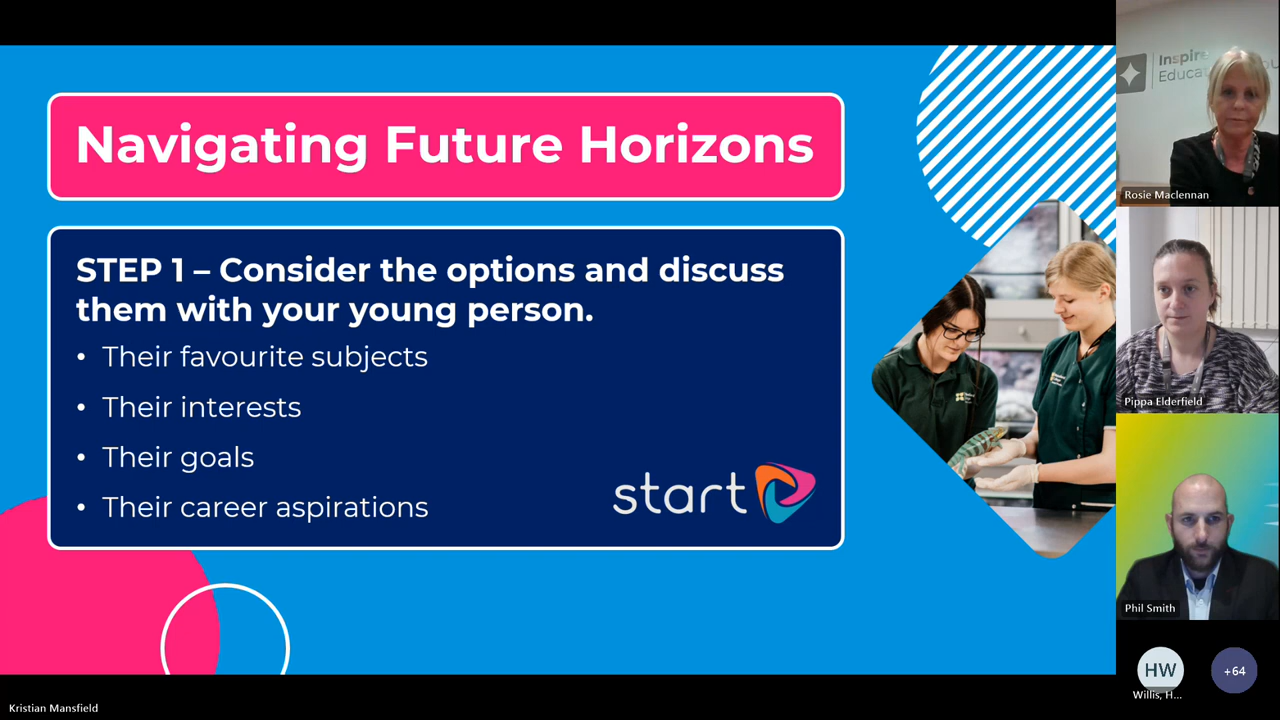 Navigating Future Horizons
STEP 1 – Consider the options and discuss
them with your young person.
• Their favourite subjects
• Their interests
• Their goals
• Their career aspirations
start
Rosie Maclennan
Pippa Elderfield
Phil Smith
HW
Willis, H...
+64
Kristian Mansfield